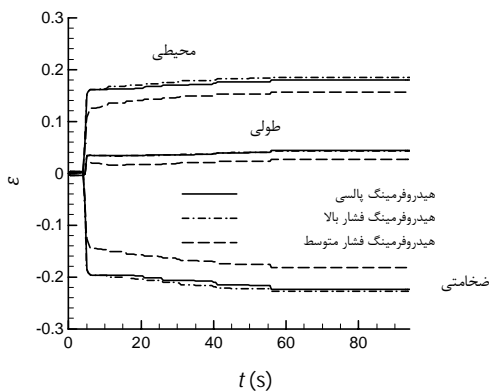 0.3
محیطی
0.2
0.1
طولی
0
ε
هیدروفرمینگ پالسی
هیدروفرمینگ فشار بالا
-0.1
هیدروفرمینگ فشار متوسط
-0.2
ضخامتی
-0.3
0 20 40 60 80 100
t (s)